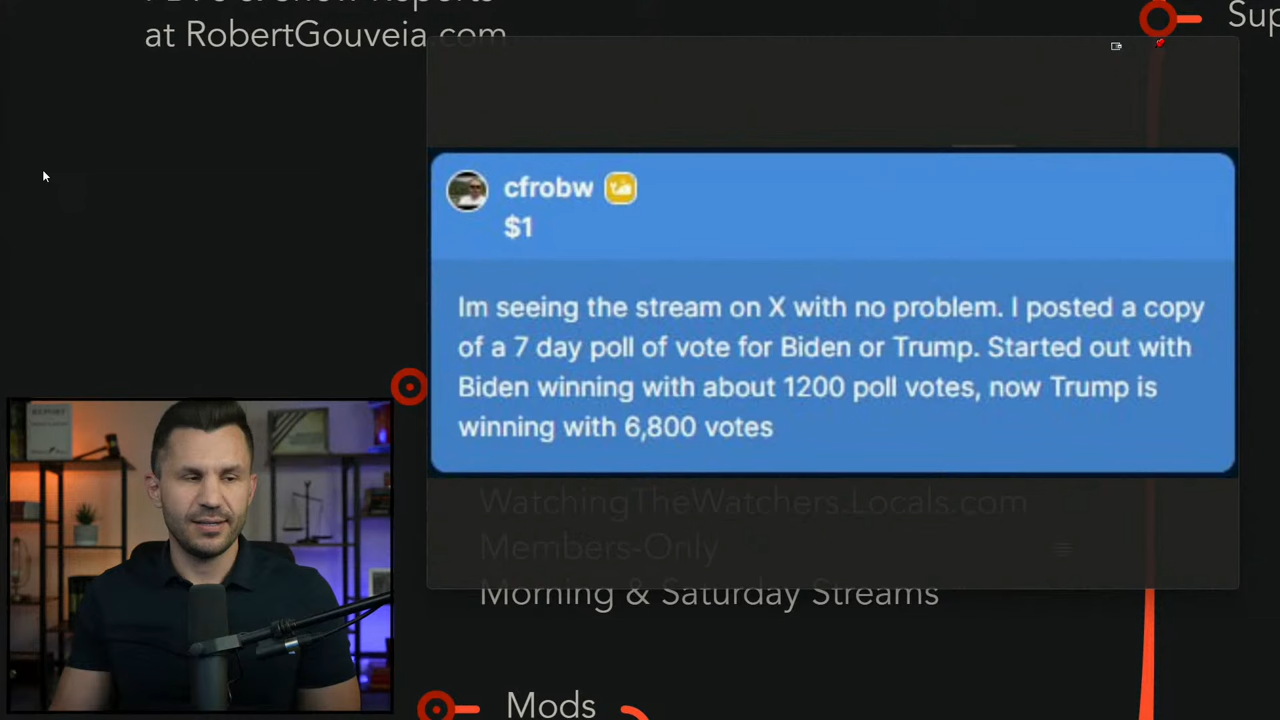 at RobertGouveia.com
Sup
cfrobw
$1
Im seeing the stream on X with no problem. I posted a copy
of a 7 day poll of vote for Biden or Trump. Started out with
Biden winning with about 1200 poll votes, now Trump is
winning with 6,800 votes
WatchingTheWatchers.Locals.com
Members-Only
Morning & Saturday Streams
Mods